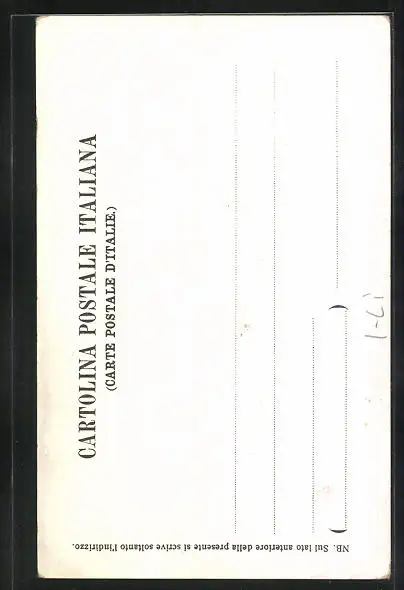 CARTOLINA POSTALE ITALIANA
(CARTE POSTALE D'ITALIE.)
( )
NB. Sul lato anteriore della presente si scrive soltanto l'indirizzo.